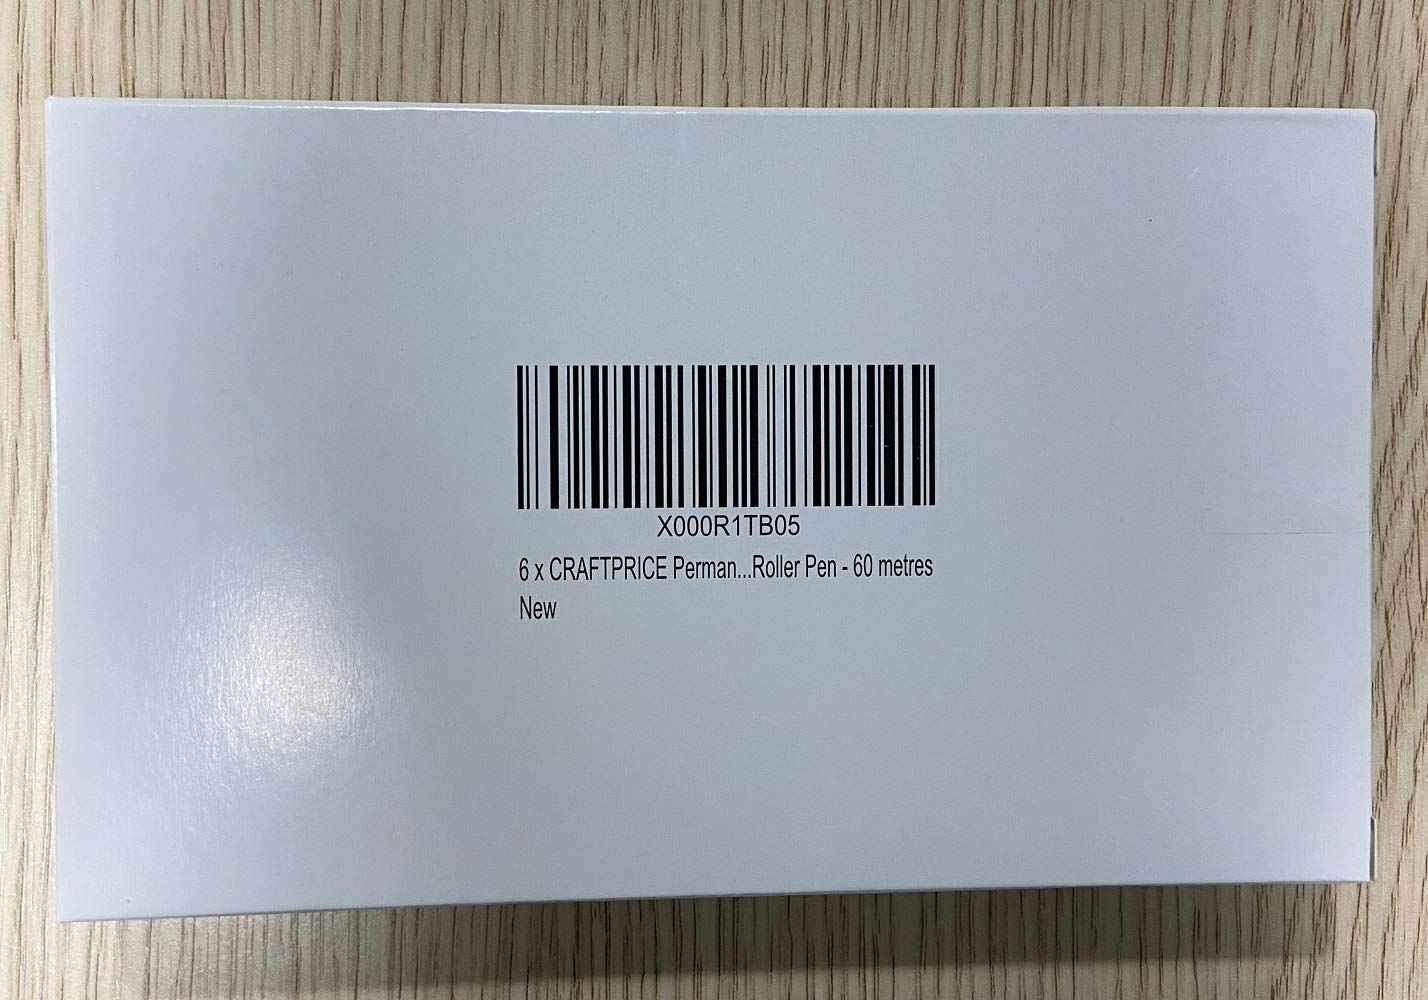 X000R1TB05
6 x CRAFTPRICE Perman...Roller Pen - 60 metres
New